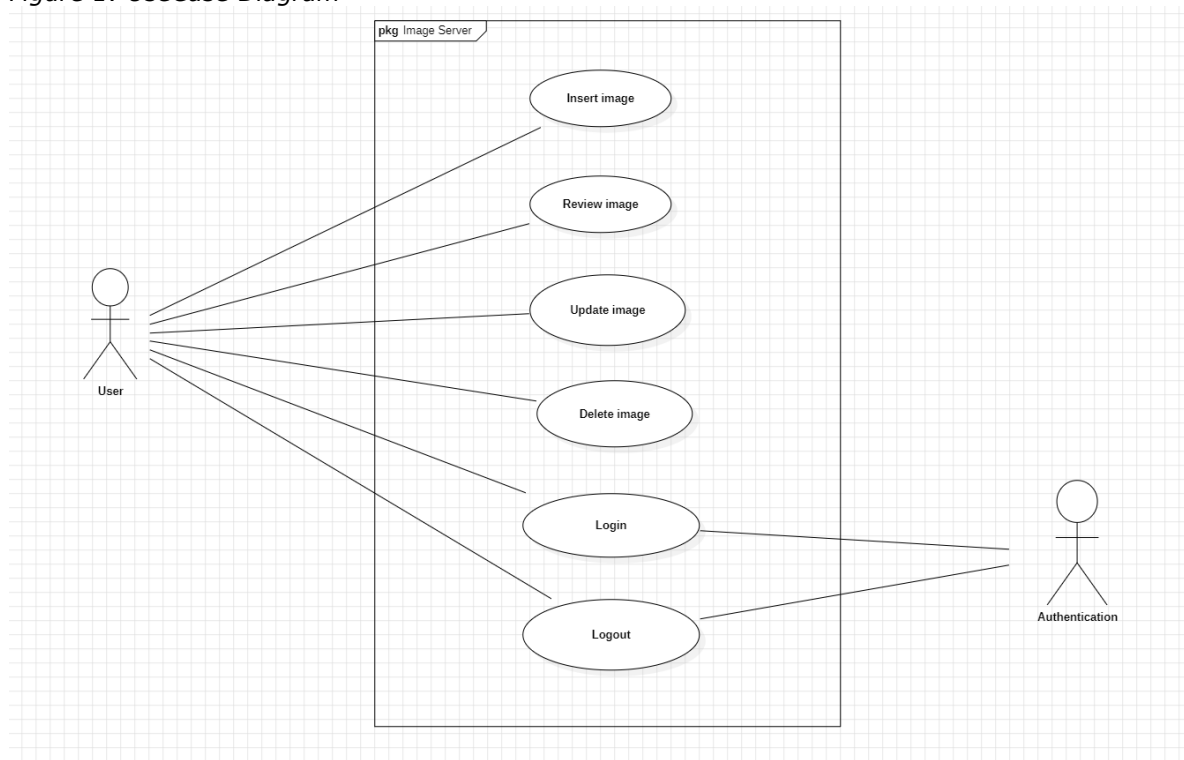 Figure 1: UseCase Diagram
pkg Image Server
Insert image
Review image
Update image
User
Delete image
Login
Authentication
Logout